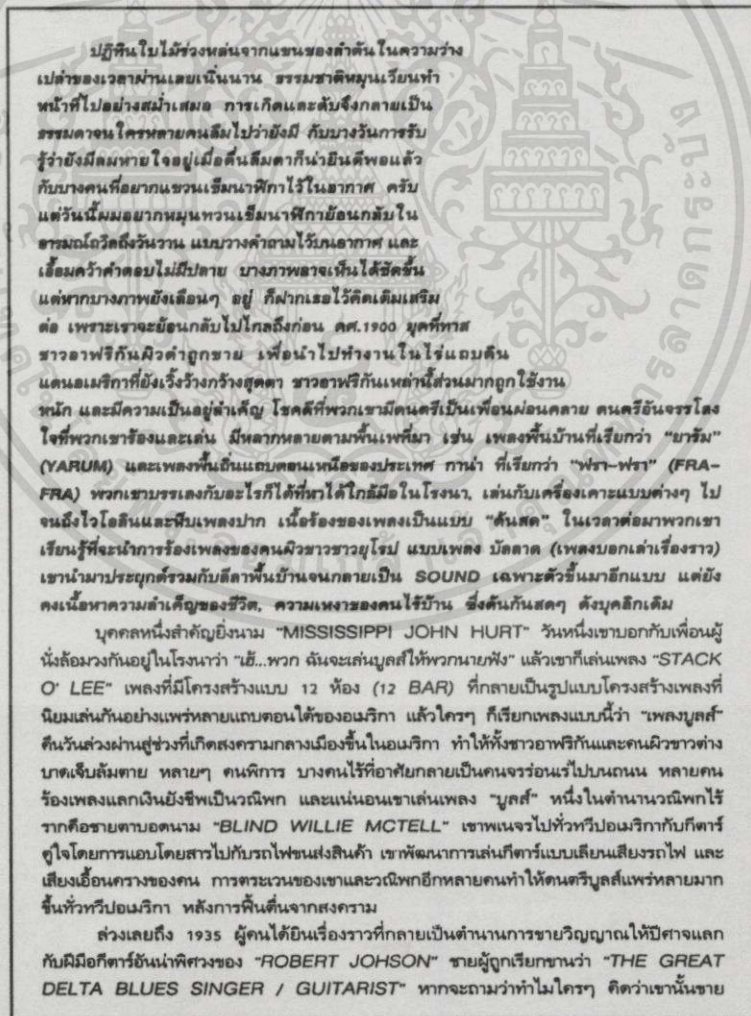 ปฏิทินใบไม้ร่วงหล่นจากแขนของลำต้นในความว่าง
เปล่าของเวลาผ่านเลยเนิ่นนาน ธรรมชาติหมุนเวียนทำ
หน้าที่ไปอย่างสม่ำเสมอ การเกิดและดับจึงกลายเป็น
ธรรมดาจนใครหลายคนลืมไปว่ายังมี กับบางวันการรับ
รู้ว่ายังมีลมหายใจอยู่เมื่อตื่นลืมตาก็น่ายินดีพอแล้ว
กับบางคนที่อยากแขวนเข็มนาฬิกาไว้ในอากาศ ครับ
แต่วันนี้ผมอยากหมุนทวนเข็มนาฬิกาย้อนกลับใน
อารมณ์ถวิลถึงวันวาน แบบวางคำถามไว้บนอากาศ และ
เอื้อมคว้าคำตอบไม่มีปลาย บางภาพอาจเห็นได้ชัดขึ้น
แต่หากบางภาพยังเลือนๆ อยู่ ก็ฝากเธอไว้คิดเติมเสริม
ต่อ เพราะเราจะย้อนกลับไปไกลถึงก่อน คศ.1900 ยุคที่ทาส
ชาวอาฟริกันผิวดำถูกขาย เพื่อนำไปทำงานในไร่แถบดิน
แดนอเมริกาที่ยังเวิ้งว้างกว้างสุดตา ชาวอาฟริกันเหล่านี้ส่วนมากถูกใช้งาน
หนัก และมีความเป็นอยู่ลำเค็ญ โชคดีที่พวกเขามีดนตรีเป็นเพื่อนผ่อนคลาย ดนตรีอันจรรโลง
ใจที่พวกเขาร้องและเล่น มีหลากหลายตามพื้นเพที่มา เช่น เพลงพื้นบ้านที่เรียกว่า "ยารัม"
(YARUM) และเพลงพื้นถิ่นแถบตอนเหนือของประเทศ กาน่า ที่เรียกว่า "ฟรา-ฟรา" (FRA-
FRA) พวกเขาบรรเลงกับอะไรก็ได้ที่หาได้ใกล้มือในโรงนา, เล่นกับเครื่องเคาะแบบต่างๆ ไป
จนถึงไวโอลินและหีบเพลงปาก เนื้อร้องของเพลงเป็นแบบ "ด้นสด" ในเวลาต่อมาพวกเขา
เรียนรู้ที่จะนำการร้องเพลงของคนผิวขาวชาวยุโรป แบบเพลง บัลลาด (เพลงบอกเล่าเรื่องราว)
เขานำมาประยุกต์รวมกับลีลาพื้นบ้านจนกลายเป็น SOUND เฉพาะตัวขึ้นมาอีกแบบ แต่ยัง
คงเนื้อหาความลำเค็ญของชีวิต, ความเหงาของคนไร้บ้าน ซึ่งด้นกันสดๆ ดังบุคลิกเดิม
บุคคลหนึ่งสำคัญยิ่งนาม "MISSISSIPPI JOHN HURT" วันหนึ่งเขาบอกกับเพื่อนผู้
นั่งล้อมวงกันอยู่ในโรงนาว่า "เฮ้...พวก ฉันจะเล่นบูลส์ให้พวกนายฟัง" แล้วเขาก็เล่นเพลง "STACK
O' LEE" เพลงที่มีโครงสร้างแบบ 12 ห้อง (12 BAR) ที่กลายเป็นรูปแบบโครงสร้างเพลงที่
นิยมเล่นกันอย่างแพร่หลายแถบตอนใต้ของอเมริกา แล้วใครๆ ก็เรียกเพลงแบบนี้ว่า "เพลงบูลส์"
คืนวันล่วงผ่านสู่ช่วงที่เกิดสงครามกลางเมืองขึ้นในอเมริกา ทำให้ทั้งชาวอาฟริกันและคนผิวขาวต่าง
บาดเจ็บล้มตาย หลายๆ คนพิการ บางคนไร้ที่อาศัยกลายเป็นคนจรร่อนเร่ไปบนถนน หลายคน
ร้องเพลงแลกเงินยังชีพเป็นวณิพก และแน่นอนเขาเล่นเพลง "บูลส์" หนึ่งในตำนานวณิพกไร้
รากคือชายตาบอดนาม "BLIND WILLIE MCTELL" เขาพเนจรไปทั่วทวีปอเมริกากับกีตาร์
คู่ใจโดยการแอบโดยสารไปกับรถไฟขนส่งสินค้า เขาพัฒนาการเล่นกีตาร์แบบเลียนเสียงรถไฟ และ
เสียงเอื้อนครางของคน การตระเวนของเขาและวณิพกอีกหลายคนทำให้ดนตรีบูลส์แพร่หลายมาก
ขึ้นทั่วทวีปอเมริกา หลังการฟื้นตื่นจากสงคราม
ล่วงเลยถึง 1935 ผู้คนได้ยินเรื่องราวที่กลายเป็นตำนานการขายวิญญาณให้ปีศาจแลก
กับฝีมือกีตาร์อันน่าพิศวงของ "ROBERT JOHSON" ชายผู้ถูกเรียกขานว่า "THE GREAT
DELTA BLUES SINGER / GUITARIST" หากจะถามว่าทำไมใครๆ คิดว่าเขานั้นขาย